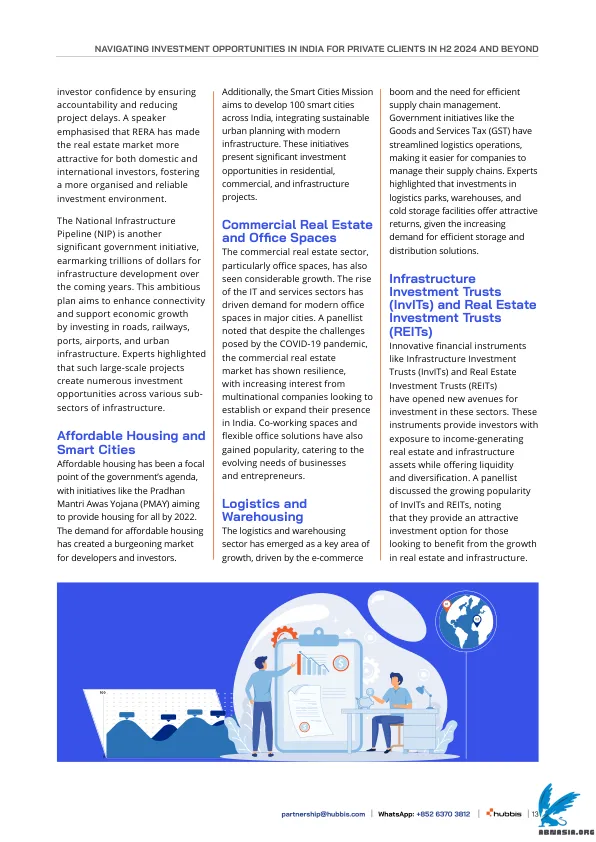 NAVIGATING INVESTMENT OPPORTUNITIES IN INDIA FOR PRIVATE CLIENTS IN H2 2024 AND BEYOND
investor confidence by ensuring
accountability and reducing
project delays. A speaker
emphasised that RERA has made
the real estate market more
attractive for both domestic and
international investors, fostering
a more organised and reliable
investment environment.
The National Infrastructure
Pipeline (NIP) is another
significant government initiative,
earmarking trillions of dollars for
infrastructure development over
the coming years. This ambitious
plan aims to enhance connectivity
and support economic growth
by investing in roads, railways,
ports, airports, and urban
infrastructure. Experts highlighted
that such large-scale projects
create numerous investment
opportunities across various sub-
sectors of infrastructure.
Affordable Housing and
Smart Cities
Affordable housing has been a focal
point of the government's agenda,
with initiatives like the Pradhan
Mantri Awas Yojana (PMAY) aiming
to provide housing for all by 2022.
The demand for affordable housing
has created a burgeoning market
for developers and investors.
Additionally, the Smart Cities Mission
aims to develop 100 smart cities
across India, integrating sustainable
urban planning with modern
infrastructure. These initiatives
present significant investment
opportunities in residential,
commercial, and infrastructure
projects.
Commercial Real Estate
and Office Spaces
The commercial real estate sector,
particularly office spaces, has also
seen considerable growth. The rise
of the IT and services sectors has
driven demand for modern office
spaces in major cities. A panellist
noted that despite the challenges
posed by the COVID-19 pandemic,
the commercial real estate
market has shown resilience,
with increasing interest from
multinational companies looking to
establish or expand their presence
in India. Co-working spaces and
flexible office solutions have also
gained popularity, catering to the
evolving needs of businesses
and entrepreneurs.
Logistics and
Warehousing
The logistics and warehousing
sector has emerged as a key area of
growth, driven by the e-commerce
boom and the need for efficient
supply chain management.
Government initiatives like the
Goods and Services Tax (GST) have
streamlined logistics operations,
making it easier for companies to
manage their supply chains. Experts
highlighted that investments in
logistics parks, warehouses, and
cold storage facilities offer attractive
returns, given the increasing
demand for efficient storage and
distribution solutions.
Infrastructure
Investment Trusts
(InvITs) and Real Estate
Investment Trusts
(REITs)
Innovative financial instruments
like Infrastructure Investment
Trusts (InvITs) and Real Estate
Investment Trusts (REITs)
have opened new avenues for
investment in these sectors. These
instruments provide investors with
exposure to income-generating
real estate and infrastructure
assets while offering liquidity
and diversification. A panellist
discussed the growing popularity
of InvITs and REITs, noting
that they provide an attractive
investment option for those
looking to benefit from the growth
in real estate and infrastructure.
$
partnership@hubbis.com | WhatsApp: +852 6370 3812 | hubbis | 13
ABNASIA.ORG